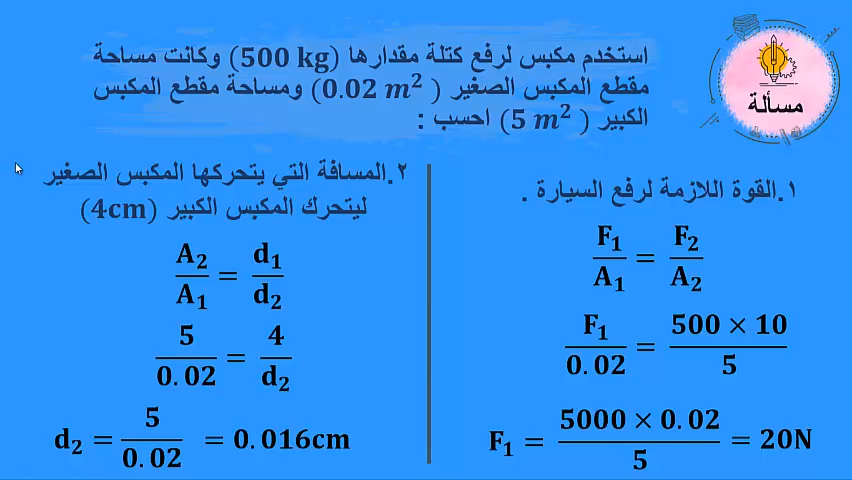 استخدم مكبس لرفع كتلة مقدارها (500 kg) وكانت مساحة
مقطع المكبس الصغير ( 0.02 m²) ومساحة مقطع المكبس
الكبير ( 5 m²) احسب :
مسألة
١.القوة اللازمة لرفع السيارة .
F₁/A₁ = F₂/A₂
F₁/0.02 = 500 × 10/5
F₁ = 5000 × 0.02/5 = 20N
٢.المسافة التي يتحركها المكبس الصغير
ليتحرك المكبس الكبير (4cm)
A₂/A₁ = d₁/d₂
5/0.02 = 4/d₂
d₂ = 5/0.02 = 0.016cm